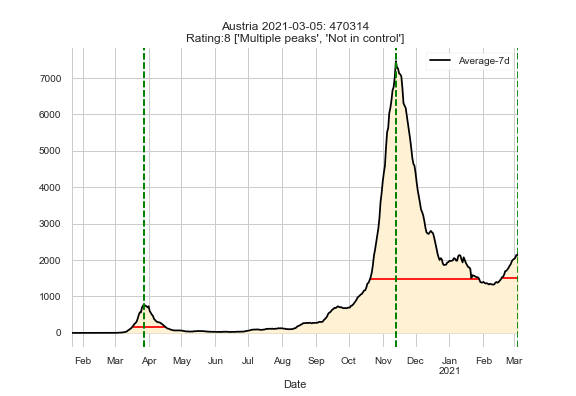 Austria 2021-03-05: 470314
Rating:8 ['Multiple peaks', 'Not in control']
Average-7d
7000
6000
5000
4000
3000
2000
1000
0
Feb Mar Apr May Jun Jul Aug Sep Oct Nov Dec Jan Feb Mar
2021
Date